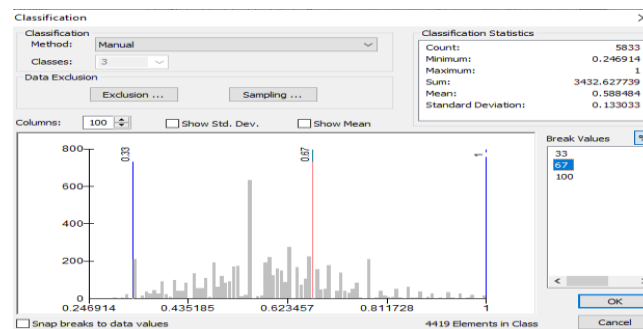 Classification
Classification
Method: Manual
Classes: 3
Data Exclusion
Exclusion ...
Sampling ...
Classification Statistics
Count: 5833
Minimum: 0.246914
Maximum: 1
Sum: 3432.627739
Mean: 0.588484
Standard Deviation: 0.133033
Columns: 100
Show Std. Dev.
Show Mean
Break Values
%
33
67
100
0.33
0.67
1
800
600
400
200
0
0.246914
0.435185
0.623457
0.811728
1
OK
Cancel
Snap breaks to data values
4419 Elements in Class